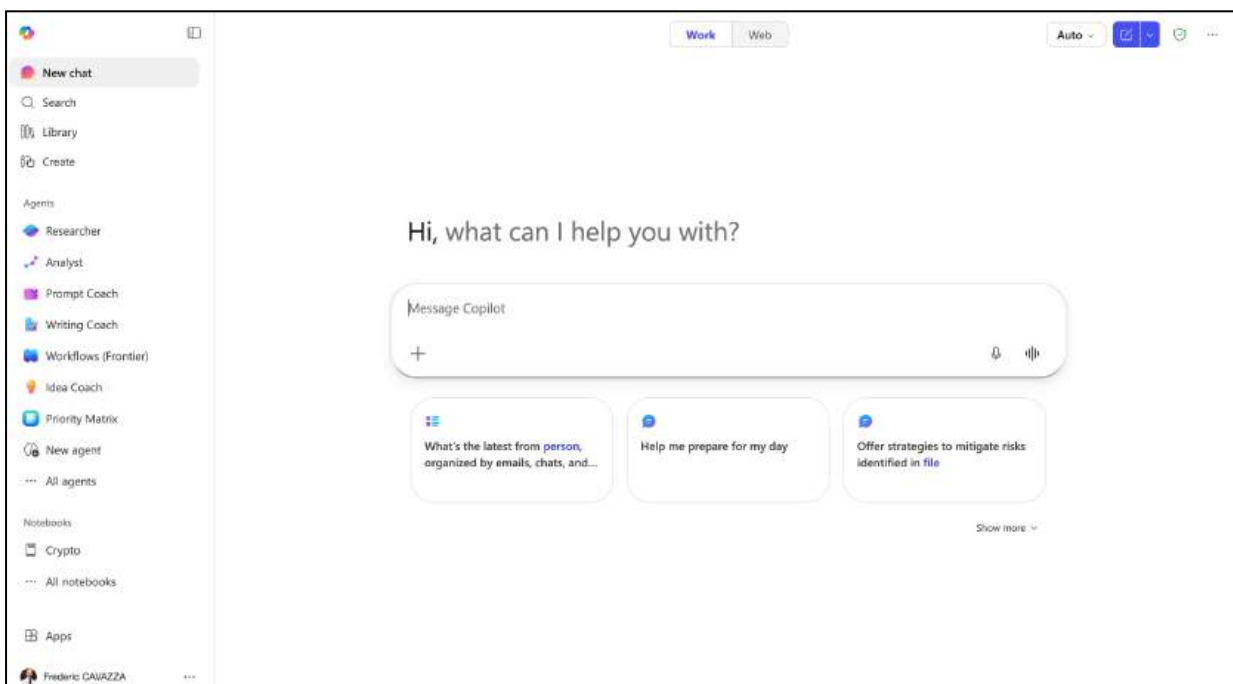 Work Web
Auto
New chat
Search
Library
Create
Agents
Researcher
Analyst
Prompt Coach
Writing Coach
Workflows (Frontier)
Idea Coach
Priority Matrix
New agent
All agents
Notebooks
Crypto
All notebooks
Apps
Frederic CAVAZZA
Hi, what can I help you with?
Message Copilot
What's the latest from person,
organized by emails, chats, and...
Help me prepare for my day
Offer strategies to mitigate risks
identified in file
Show more